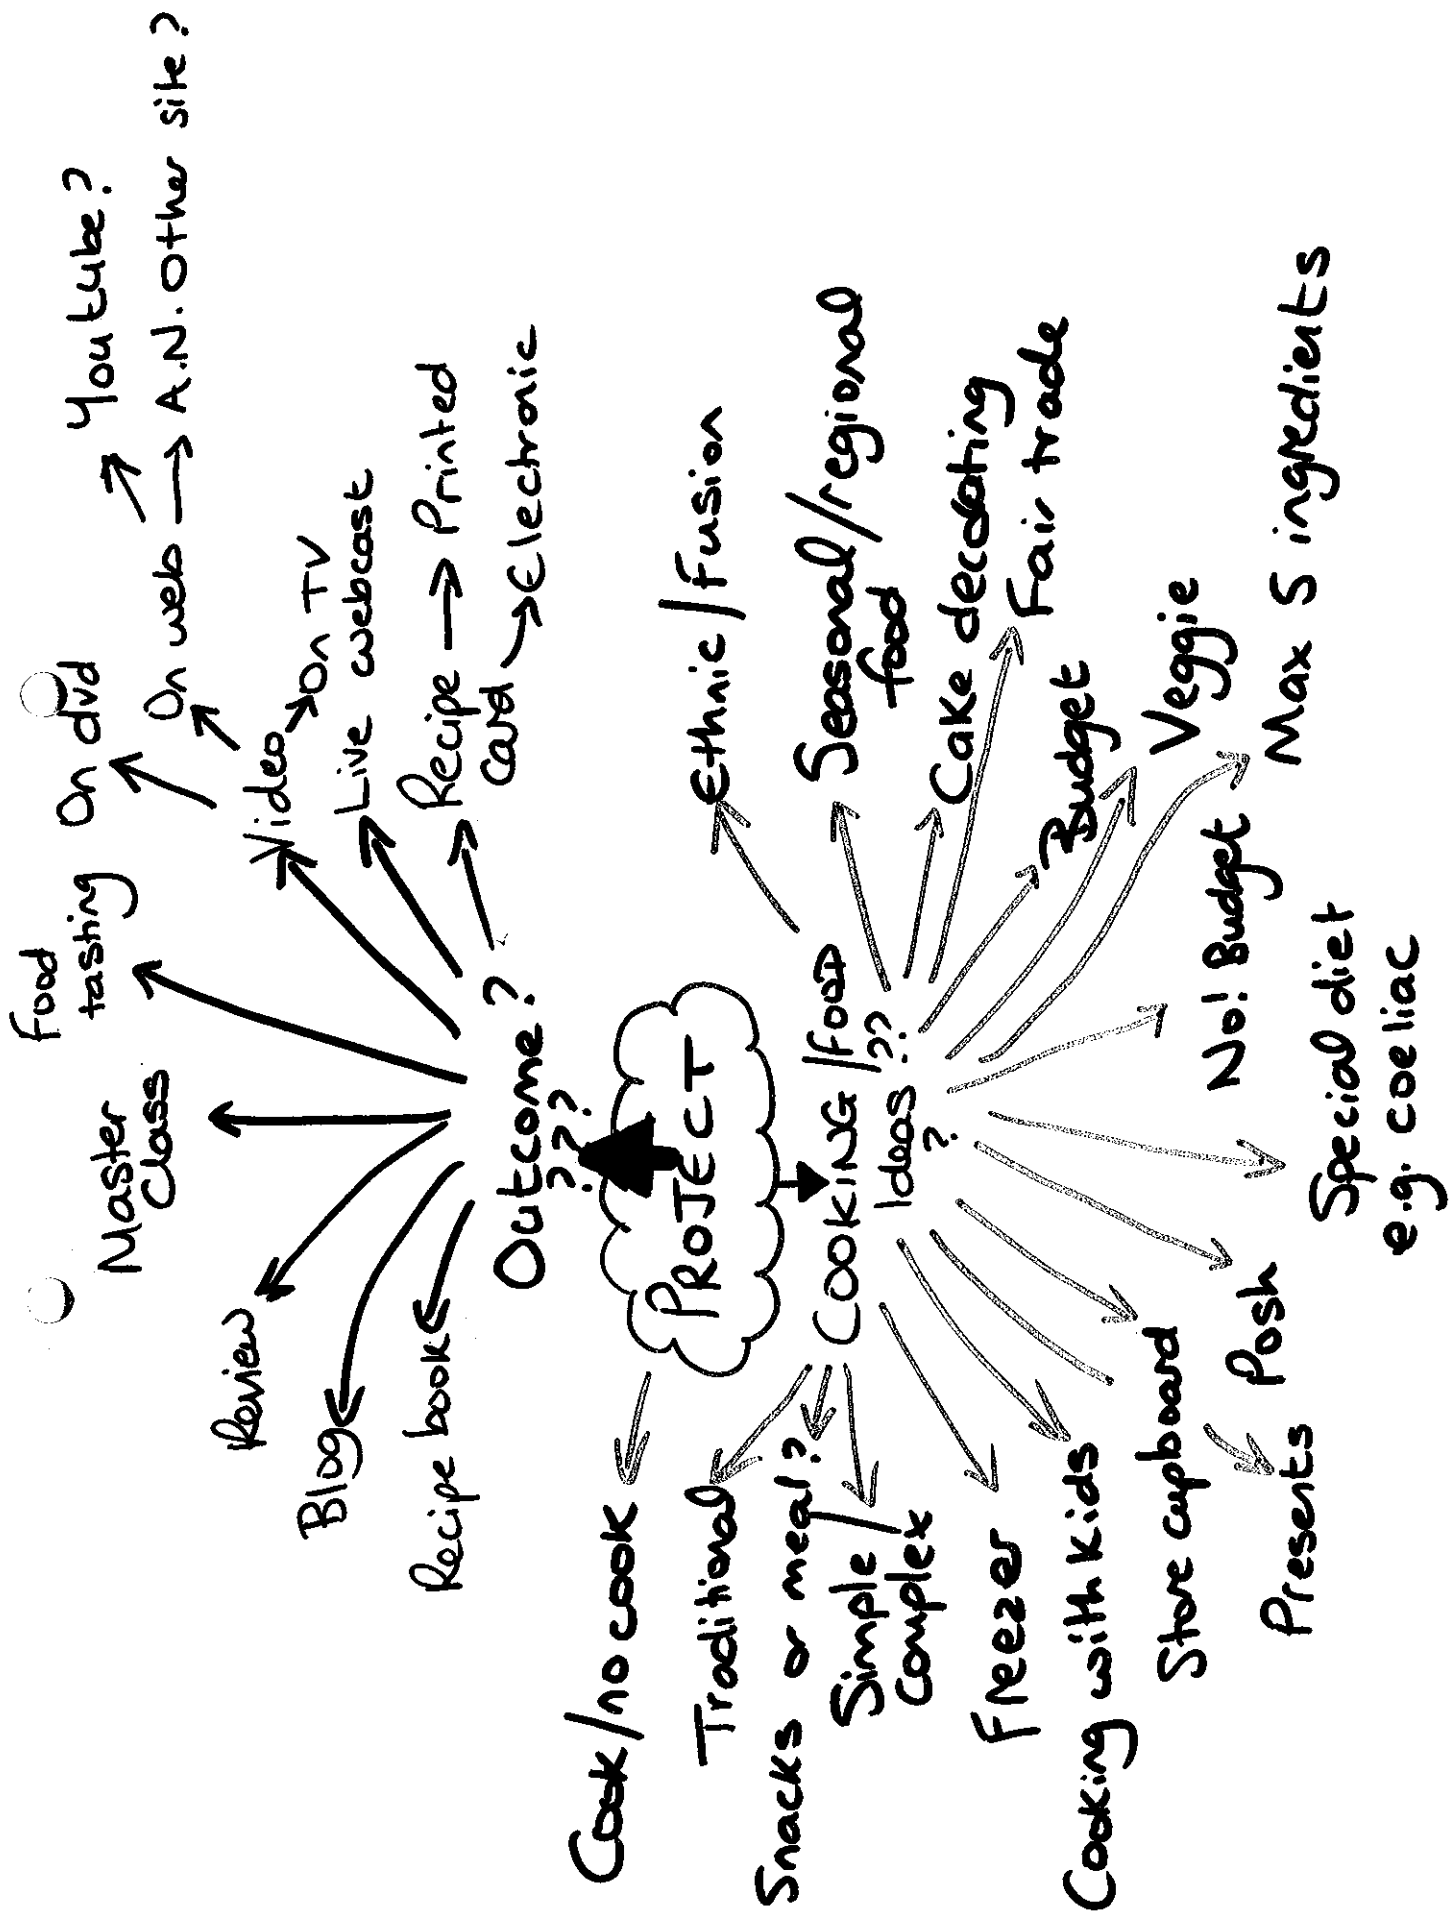 Youtube?
On web → A.N. Other site?
On dvd
Food
tasting
Master
Class
Video
On TV
Live webcast
Review
Blog
Recipe book
Recipe → Printed
Card → Electronic
Outcome?
???
PROJECT
COOKING/FOOD
Ideas??
?
Cook/no cook
Traditional
Snacks or meal?
Simple/
complex
Freezer
Cooking with kids
Store cupboard
Presents
Posh
Special diet
e.g. coeliac
No! Budget
Max 5 ingredients
Veggie
Budget
Fair trade
Cake decorating
Seasonal/regional
food
Ethnic/Fusion